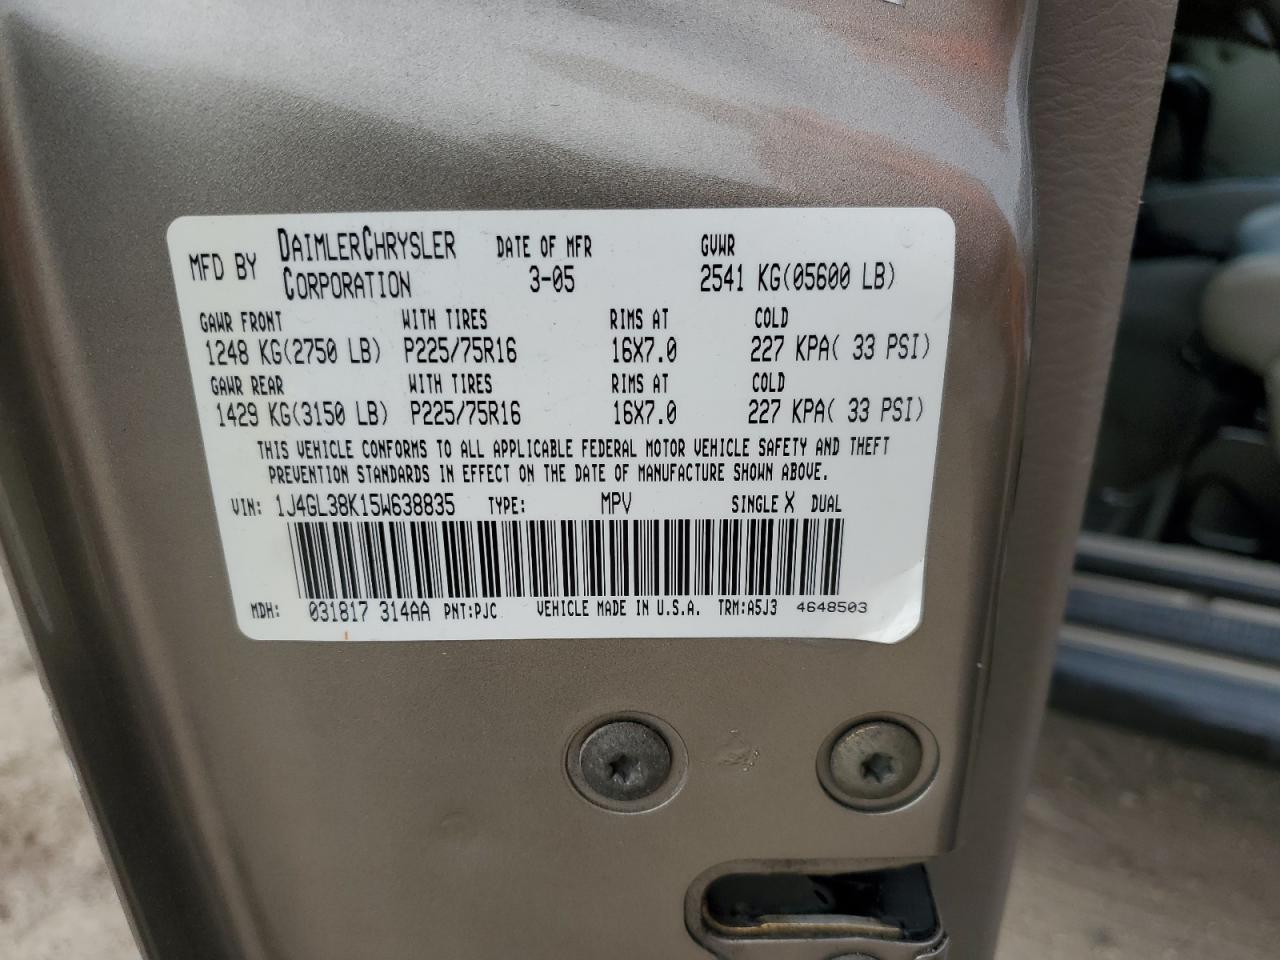 MFD BY DAIMLERCHRYSLER CORPORATION DATE OF MFR 3-05 GVWR 2541 KG(05600 LB)
GAWR FRONT WITH TIRES RIMS AT COLD
1248 KG(2750 LB) P225/75R16 16X7.0 227 KPA( 33 PSI)
GAWR REAR WITH TIRES RIMS AT COLD
1429 KG(3150 LB) P225/75R16 16X7.0 227 KPA( 33 PSI)
THIS VEHICLE CONFORMS TO ALL APPLICABLE FEDERAL MOTOR VEHICLE SAFETY AND THEFT
PREVENTION STANDARDS IN EFFECT ON THE DATE OF MANUFACTURE SHOWN ABOVE.
VIN: 1J4GL38K15W638835 TYPE: MPV SINGLE X DUAL
MDH: 031817 314AA PNT:PJC VEHICLE MADE IN U.S.A. TRM:A5J3 4648503